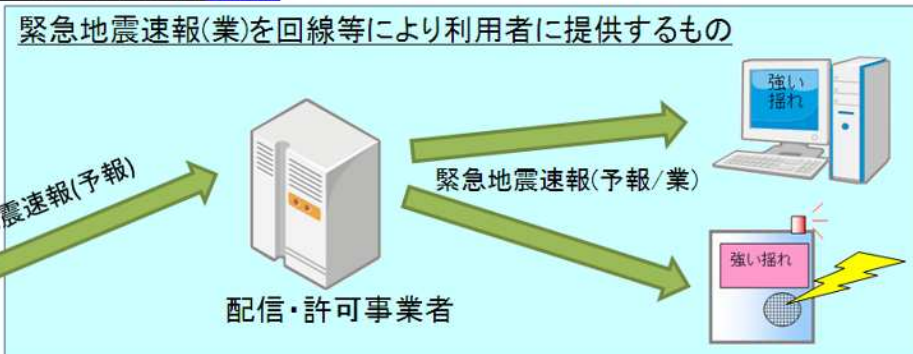 緊急地震速報(業)を回線等により利用者に提供するもの
強い
揺れ
震速報(予報)
緊急地震速報(予報/業)
強い揺れ
配信・許可事業者